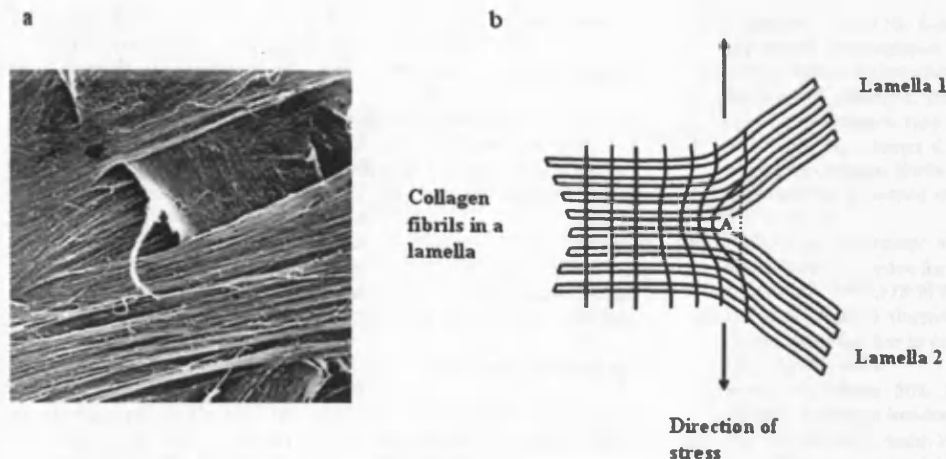 a
b
Lamella 1
Collagen
fibrils in a
lamella
A
Lamella 2
Direction of
stress